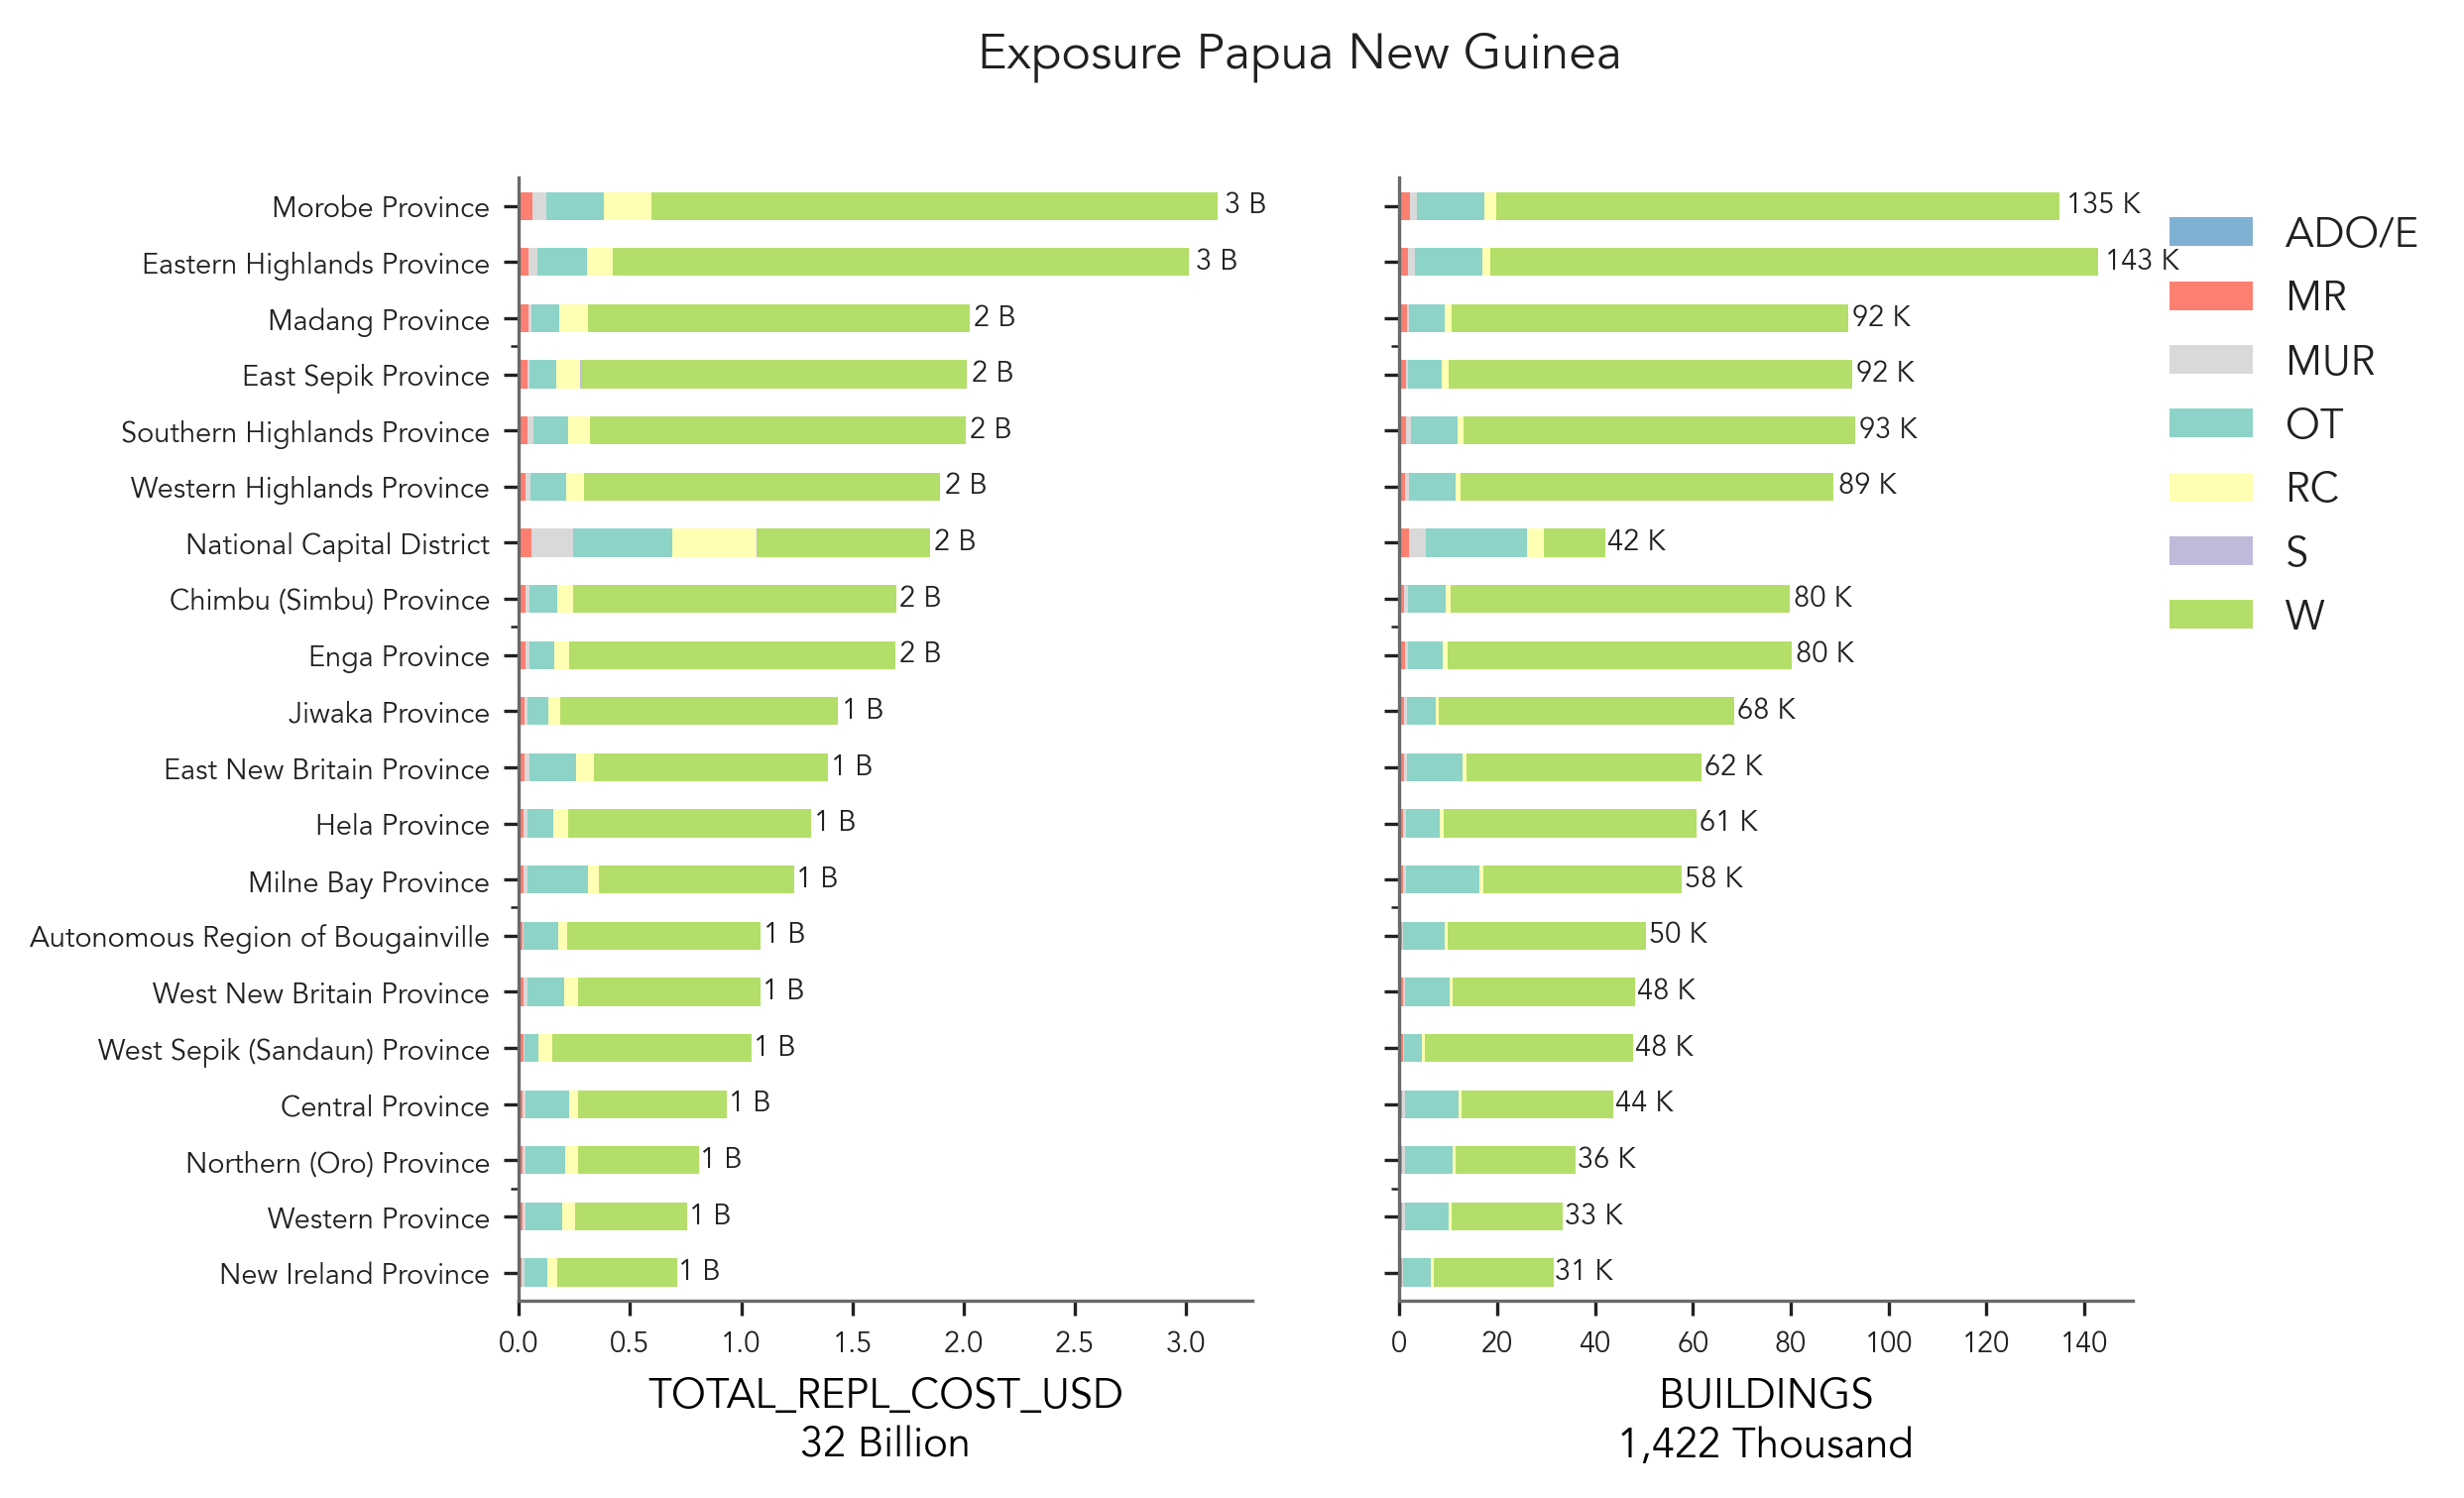 Exposure Papua New Guinea
Morobe Province 3 B 135 K
Eastern Highlands Province 3 B 143 K
Madang Province 2 B 92 K
East Sepik Province 2 B 92 K
Southern Highlands Province 2 B 93 K
Western Highlands Province 2 B 89 K
National Capital District 2 B 42 K
Chimbu (Simbu) Province 2 B 80 K
Enga Province 2 B 80 K
Jiwaka Province 1 B 68 K
East New Britain Province 1 B 62 K
Hela Province 1 B 61 K
Milne Bay Province 1 B 58 K
Autonomous Region of Bougainville 1 B 50 K
West New Britain Province 1 B 48 K
West Sepik (Sandaun) Province 1 B 48 K
Central Province 1 B 44 K
Northern (Oro) Province 1 B 36 K
Western Province 1 B 33 K
New Ireland Province 1 B 31 K
0.0 0.5 1.0 1.5 2.0 2.5 3.0
TOTAL_REPL_COST_USD
32 Billion
0 20 40 60 80 100 120 140
BUILDINGS
1,422 Thousand
ADO/E
MR
MUR
OT
RC
S
W